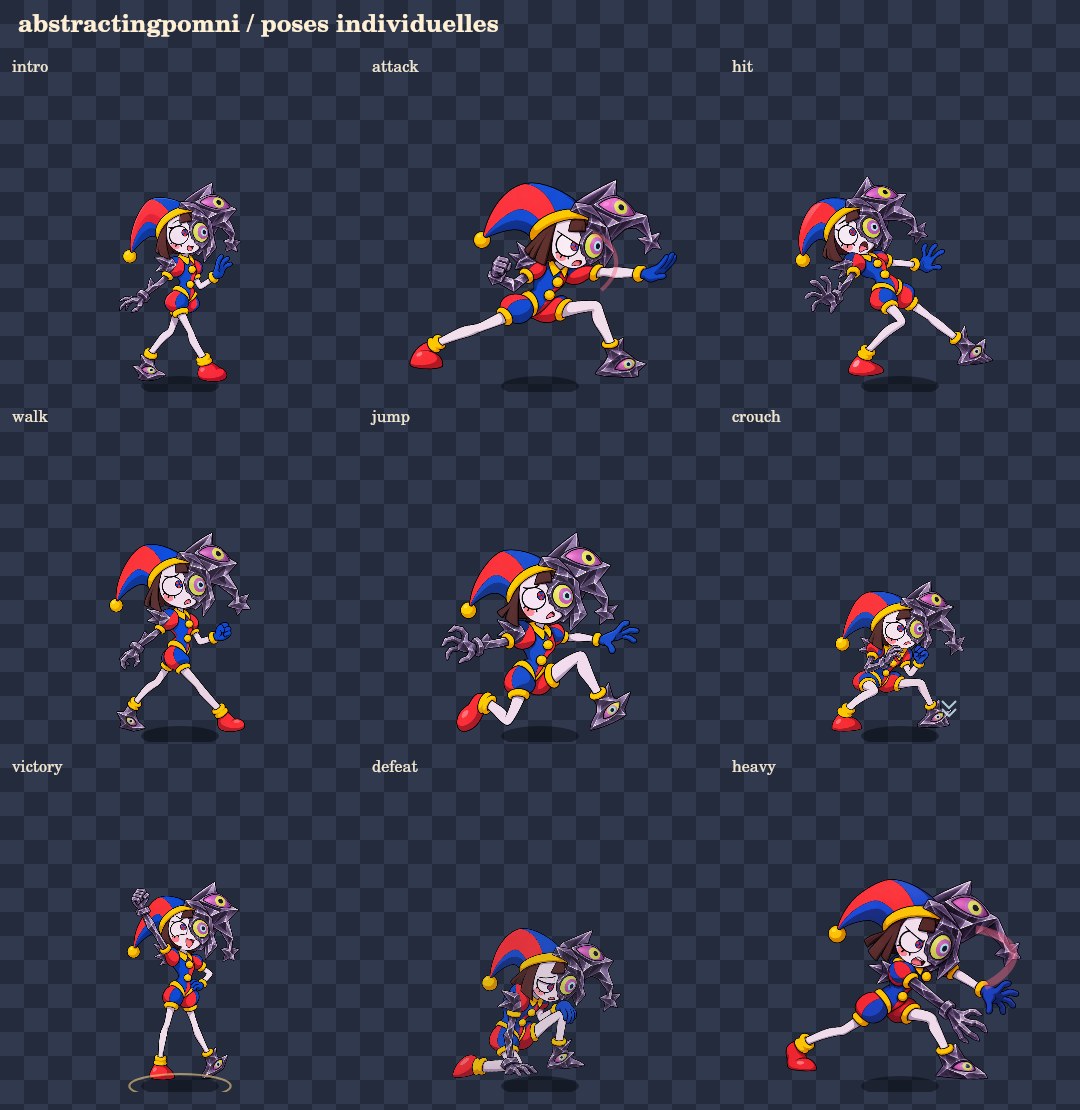 abstractingpomni / poses individuelles
intro
attack
hit
walk
jump
crouch
victory
defeat
heavy